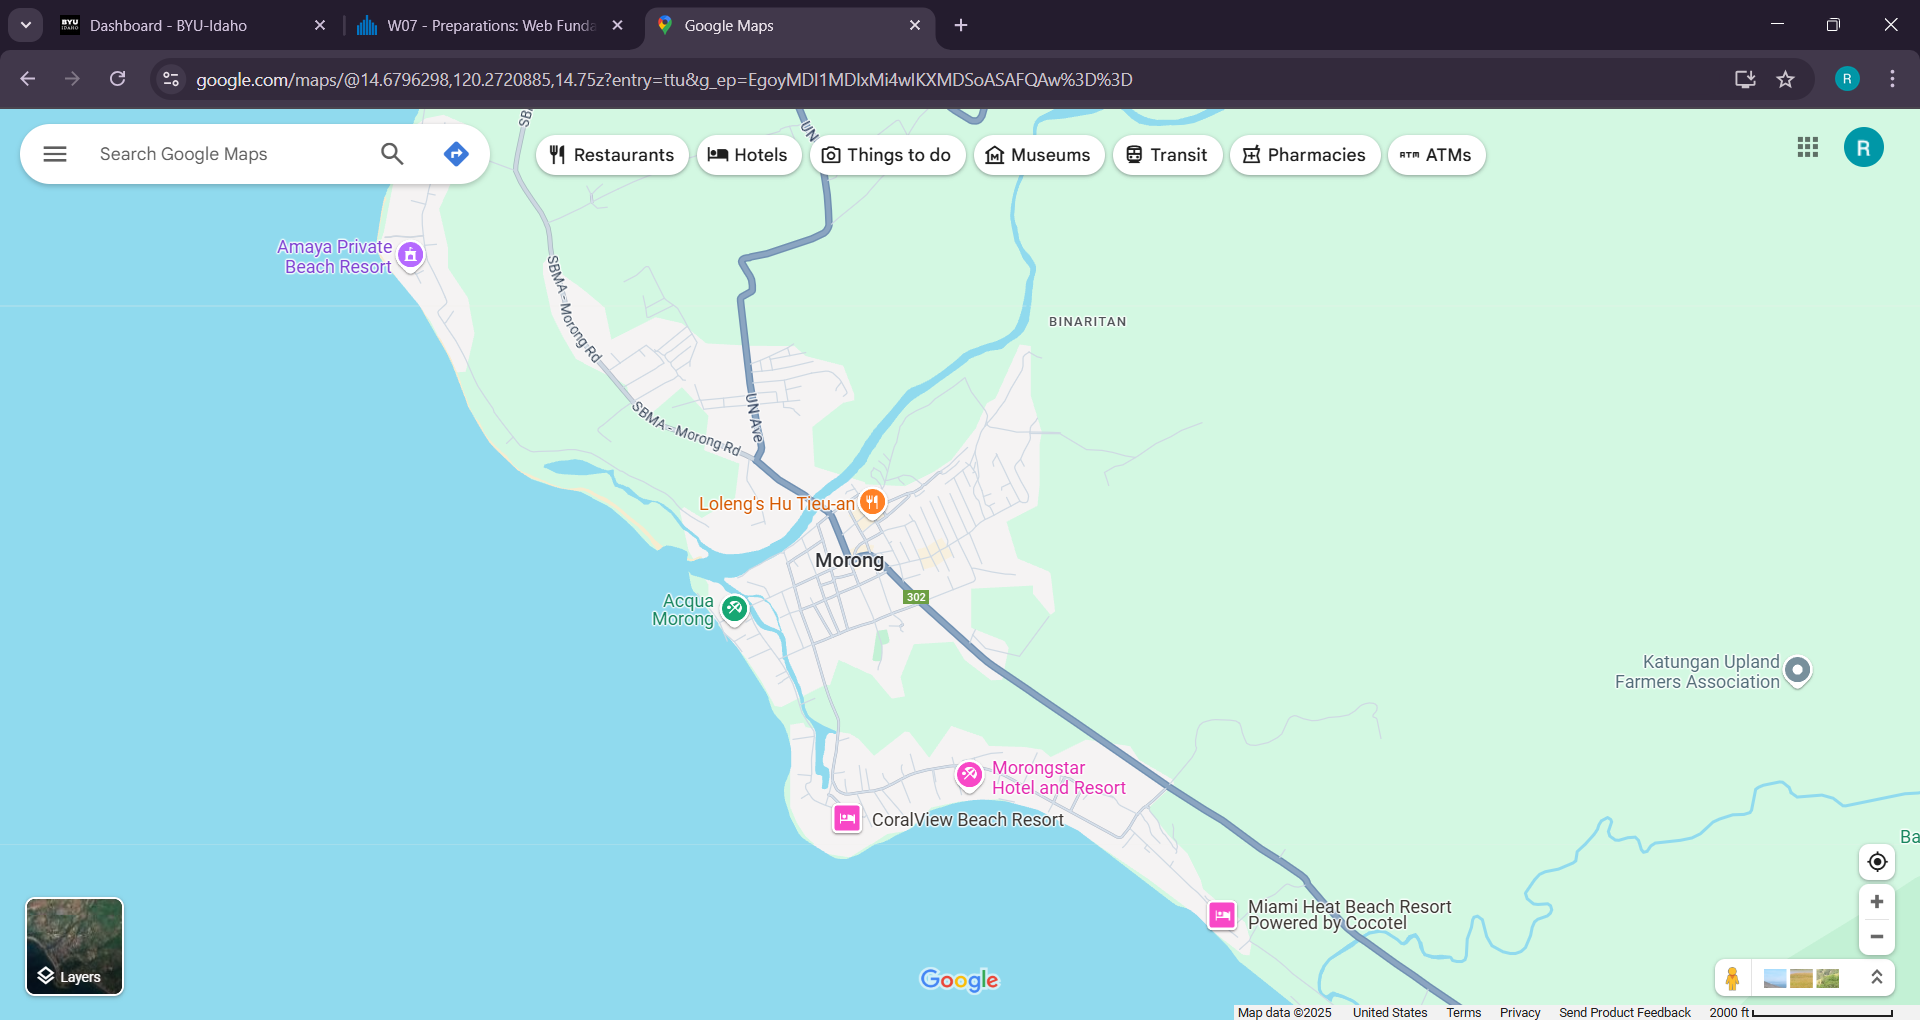 Dashboard - BYU-Idaho
W07 - Preparations: Web Funda
Google Maps
google.com/maps/@14.6796298,120.2720885,14.75z?entry=ttu&g_ep=EgoyMDI1MDIxMi4wIKXMDSoASAFQAw%3D%3D
R
Search Google Maps
Restaurants
Hotels
Things to do
Museums
Transit
Pharmacies
ATM ATMs
R
SB
UN
Amaya Private
Beach Resort
SBMA - Morong Rd
BINARITAN
SBMA - Morong Rd
UN Ave
Loleng's Hu Tieu-an
Morong
302
Acqua
Morong
Katungan Upland
Farmers Association
Morongstar
Hotel and Resort
CoralView Beach Resort
Ba
Miami Heat Beach Resort
Powered by Cocotel
Layers
Google
Map data ©2025 United States Terms Privacy Send Product Feedback 2000 ft